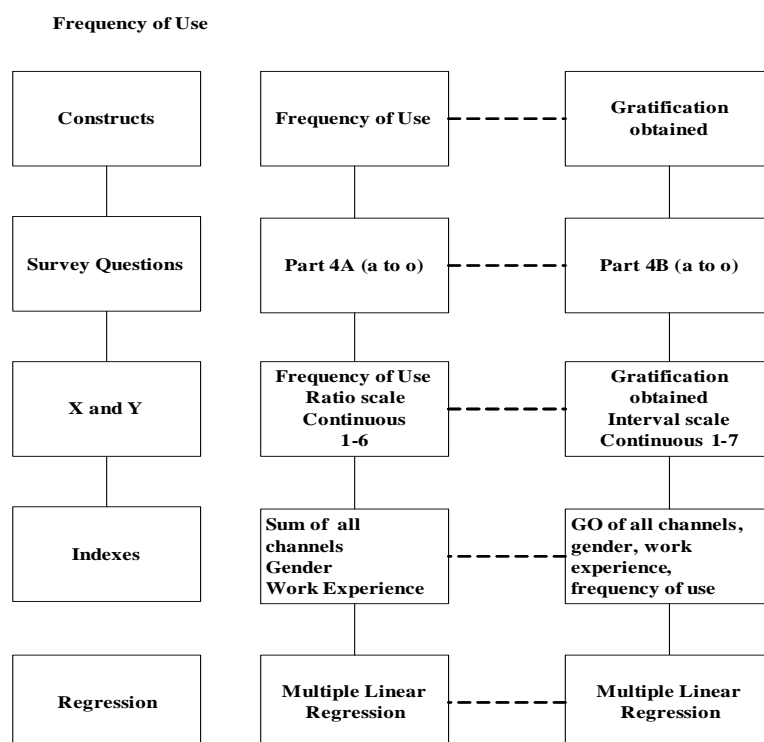 Frequency of Use
Constructs
Frequency of Use
Gratification
obtained
Survey Questions
Part 4A (a to o)
Part 4B (a to o)
X and Y
Frequency of Use
Ratio scale
Continuous
1-6
Gratification
obtained
Interval scale
Continuous 1-7
Indexes
Sum of all
channels
Gender
Work Experience
GO of all channels,
gender, work
experience,
frequency of use
Regression
Multiple Linear
Regression
Multiple Linear
Regression